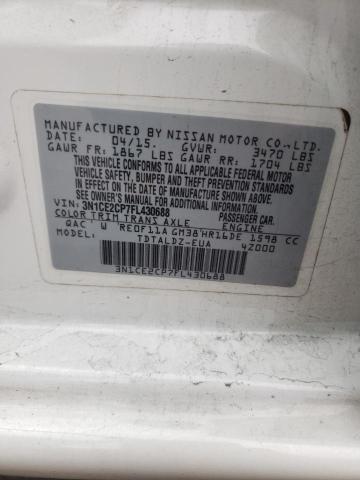 MANUFACTURED BY NISSAN MOTOR CO., LTD.
DATE: 04/15. GVWR: 3470 LBS
GAWR FR: 1867 LBS GAWR RR: 1704 LBS
THIS VEHICLE CONFORMS TO ALL APPLICABLE FEDERAL MOTOR VEHICLE
SAFETY, BUMPER AND THEFT PREVENTION STANDARDS IN
EFFECT ON THE DATE OF MANUFACTURE SHOWN ABOVE. SEE
OWNER'S MANUAL FOR ADDITIONAL INFORMATION.
VIN: 3N1CE2CP7FL430688 PASSENGER CAR
COLOR TRIM TRANS AXLE ENGINE
QAC W RE0F11A GM38 HR16DE 1598 CC
MODEL: TDTALDZ-EUA 4Z000
3N1CE2CP7FL430688